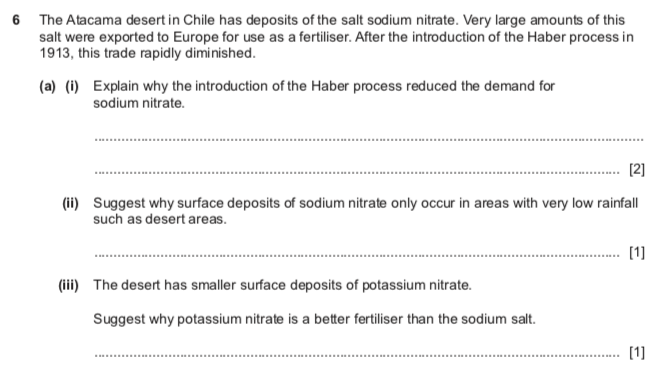 6 The Atacama desert in Chile has deposits of the salt sodium nitrate. Very large amounts of this
salt were exported to Europe for use as a fertiliser. After the introduction of the Haber process in
1913, this trade rapidly diminished.
(a) (i) Explain why the introduction of the Haber process reduced the demand for
sodium nitrate.
[2]
(ii) Suggest why surface deposits of sodium nitrate only occur in areas with very low rainfall
such as desert areas.
[1]
(iii) The desert has smaller surface deposits of potassium nitrate.
Suggest why potassium nitrate is a better fertiliser than the sodium salt.
[1]